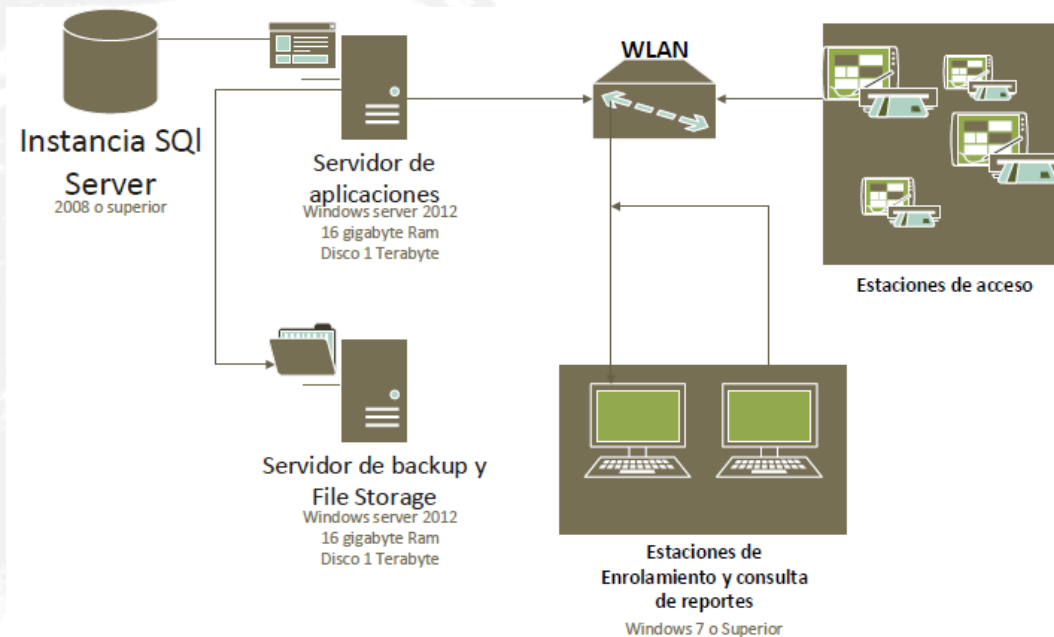 WLAN
Instancia SQl
Server
2008 o superior
Servidor de
aplicaciones
Windows server 2012
16 gigabyte Ram
Disco 1 Terabyte
Estaciones de acceso
Servidor de backup y
File Storage
Windows server 2012
16 gigabyte Ram
Disco 1 Terabyte
Estaciones de
Enrolamiento y consulta
de reportes
Windows 7 o Superior